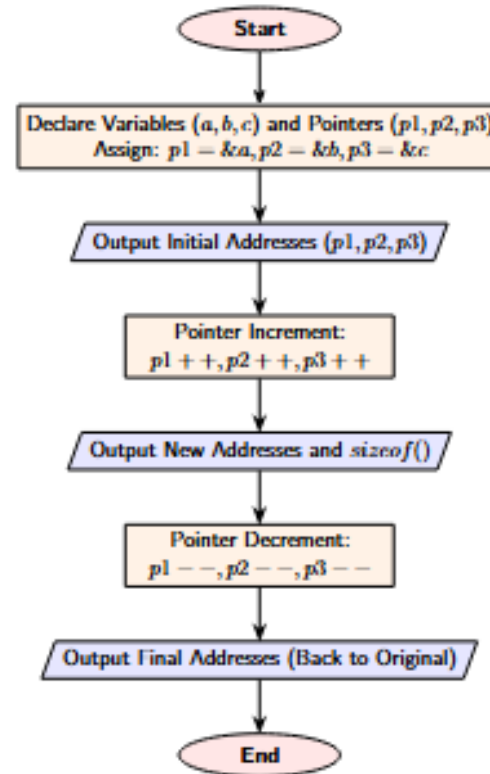 Start
Declare Variables (a, b, c) and Pointers (p1, p2, p3)
Assign: p1 = &a, p2 = &b, p3 = &c
Output Initial Addresses (p1, p2, p3)
Pointer Increment:
p1 + +, p2 + +, p3 + +
Output New Addresses and sizeof()
Pointer Decrement:
p1 − −, p2 − −, p3 − −
Output Final Addresses (Back to Original)
End